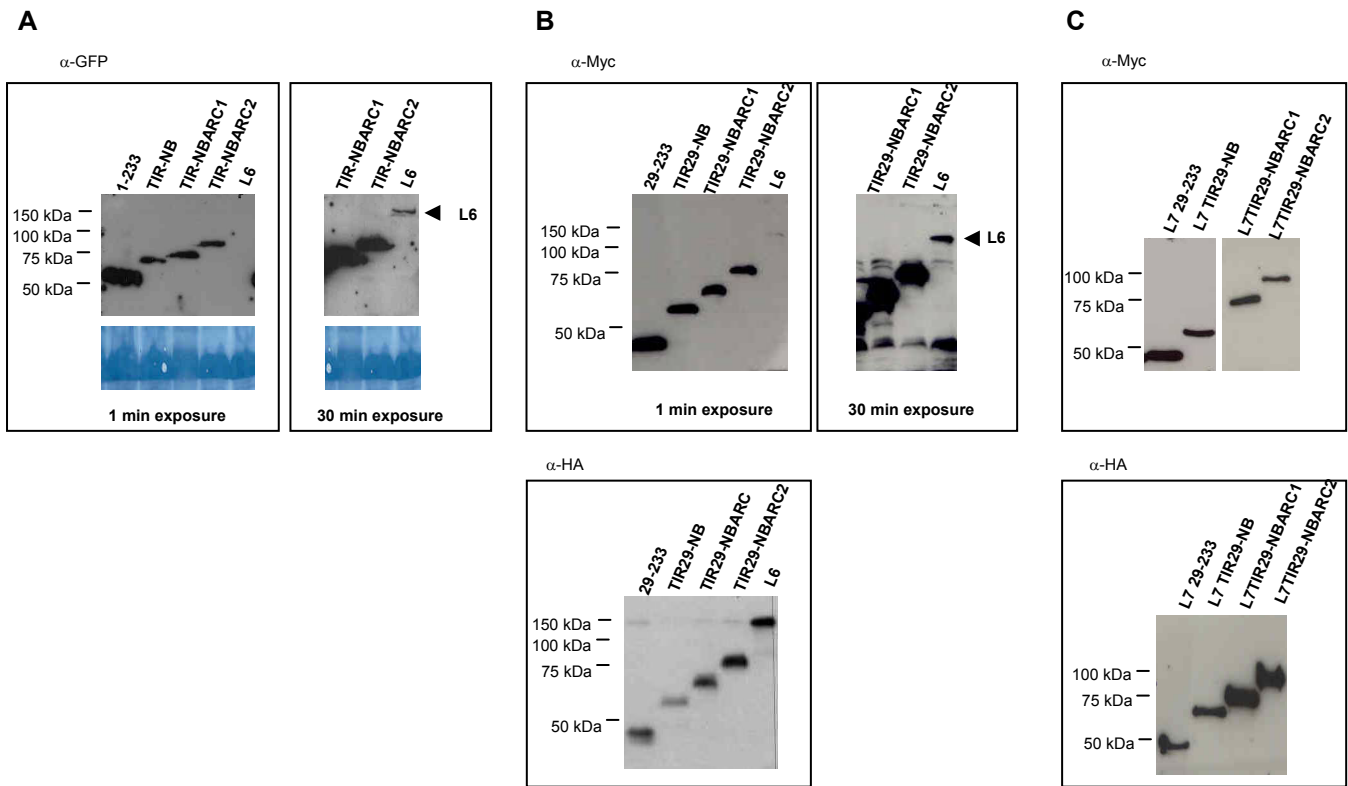 A
α-GFP
1-233
TIR-NB
TIR-NBARC1
TIR-NBARC2
L6
150 kDa
100 kDa
75 kDa
50 kDa
1 min exposure
TIR-NBARC1
TIR-NBARC2
L6
L6
30 min exposure
B
α-Myc
29-233
TIR29-NB
TIR29-NBARC1
TIR29-NBARC2
L6
150 kDa
100 kDa
75 kDa
50 kDa
1 min exposure
TIR29-NBARC1
TIR29-NBARC2
L6
L6
30 min exposure
α-HA
29-233
TIR29-NB
TIR29-NBARC
TIR29-NBARC2
L6
150 kDa
100 kDa
75 kDa
50 kDa
C
α-Myc
L7 29-233
L7 TIR29-NB
L7TIR29-NBARC1
L7TIR29-NBARC2
100 kDa
75 kDa
50 kDa
α-HA
L7 29-233
L7 TIR29-NB
L7TIR29-NBARC1
L7TIR29-NBARC2
100 kDa
75 kDa
50 kDa